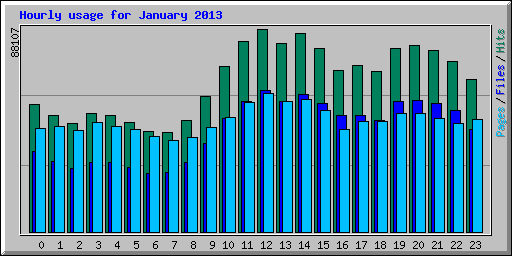 Hourly usage for January 2013
88107
Pages / Files / Hits
0 1 2 3 4 5 6 7 8 9 10 11 12 13 14 15 16 17 18 19 20 21 22 23